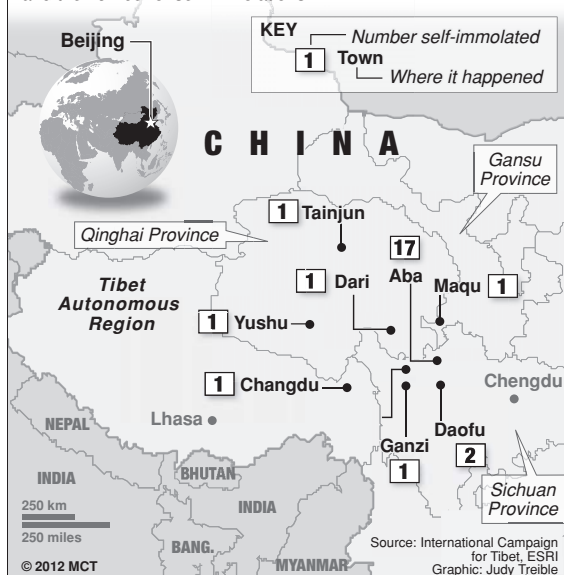 Beijing
KEY
Number self-immolated
1 Town
Where it happened
CHINA
Gansu
Province
1 Tainjun
Qinghai Province
17
Aba
1 Dari
Maqu 1
Tibet
Autonomous
Region
1 Yushu
1 Changdu
Chengdu
Lhasa
NEPAL
Ganzi
1
Daofu
2
BHUTAN
INDIA
INDIA
Sichuan
Province
250 km
250 miles
BANG.
MYANMAR
Source: International Campaign
for Tibet, ESRI
Graphic: Judy Treible
© 2012 MCT